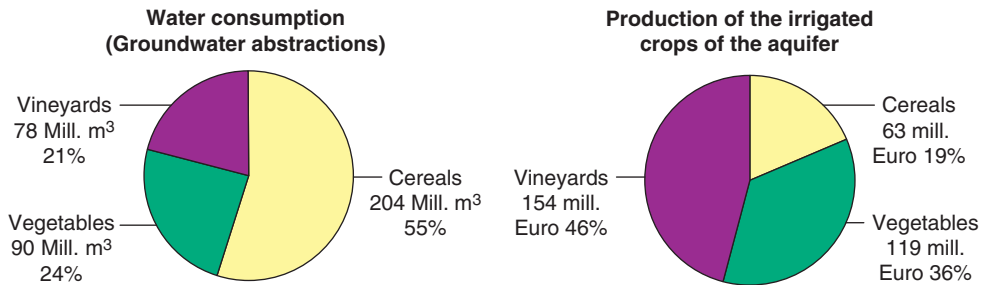 Water consumption
(Groundwater abstractions)
Vineyards
78 Mill. m³
21%
Vegetables
90 Mill. m³
24%
Cereals
204 Mill. m³
55%
Production of the irrigated
crops of the aquifer
Vineyards
154 mill.
Euro 46%
Cereals
63 mill.
Euro 19%
Vegetables
119 mill.
Euro 36%